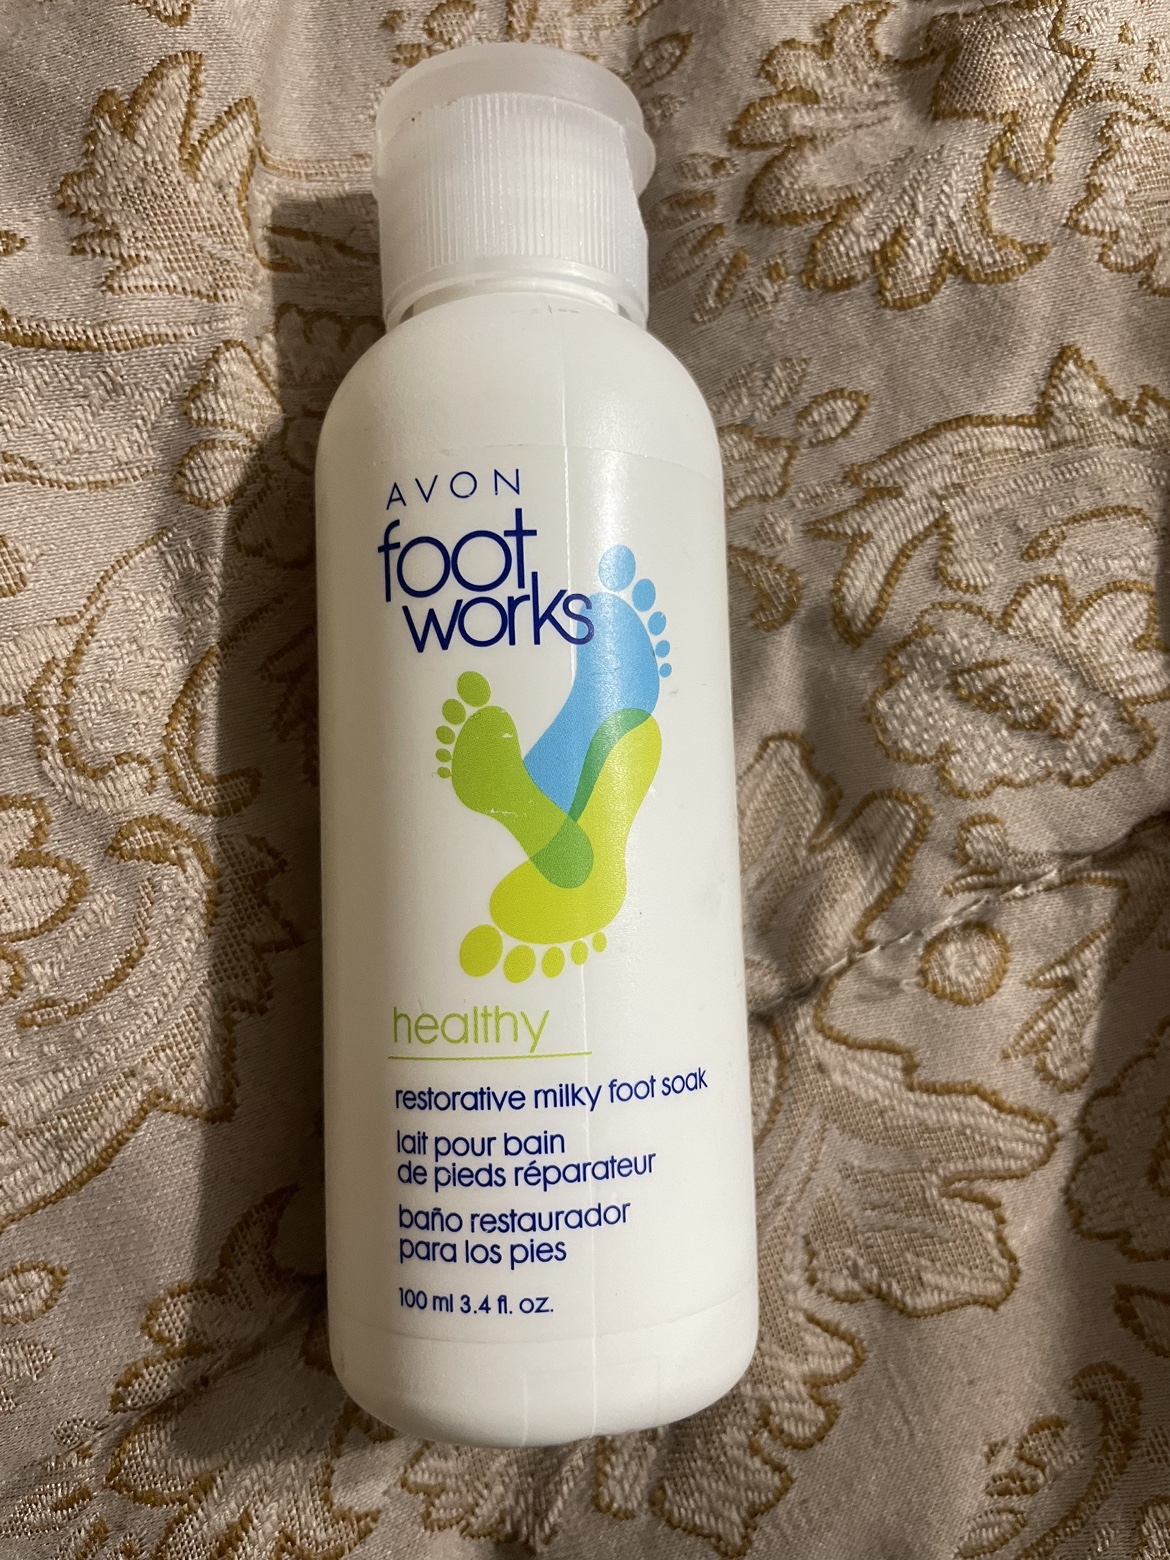 AVON
foot
works
healthy
restorative milky foot soak
lait pour bain
de pieds réparateur
baño restaurador
para los pies
100 ml 3.4 fl. oz.